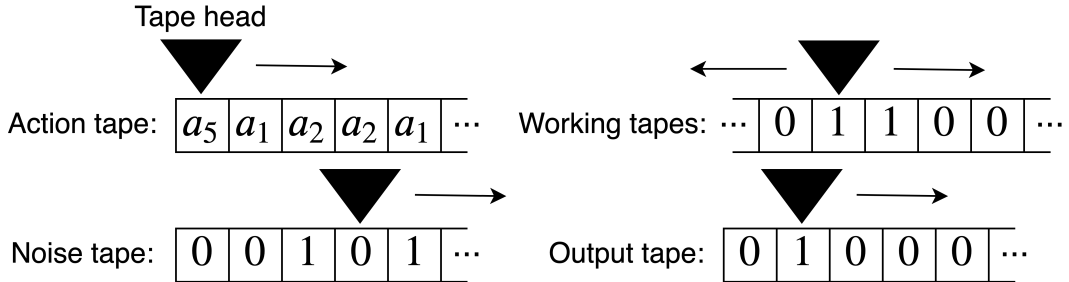 Tape head
Action tape: a₅ a₁ a₂ a₂ a₁ ...
Working tapes: ... 0 1 1 0 0 ...
Noise tape: 0 0 1 0 1 ...
Output tape: 0 1 0 0 0 ...